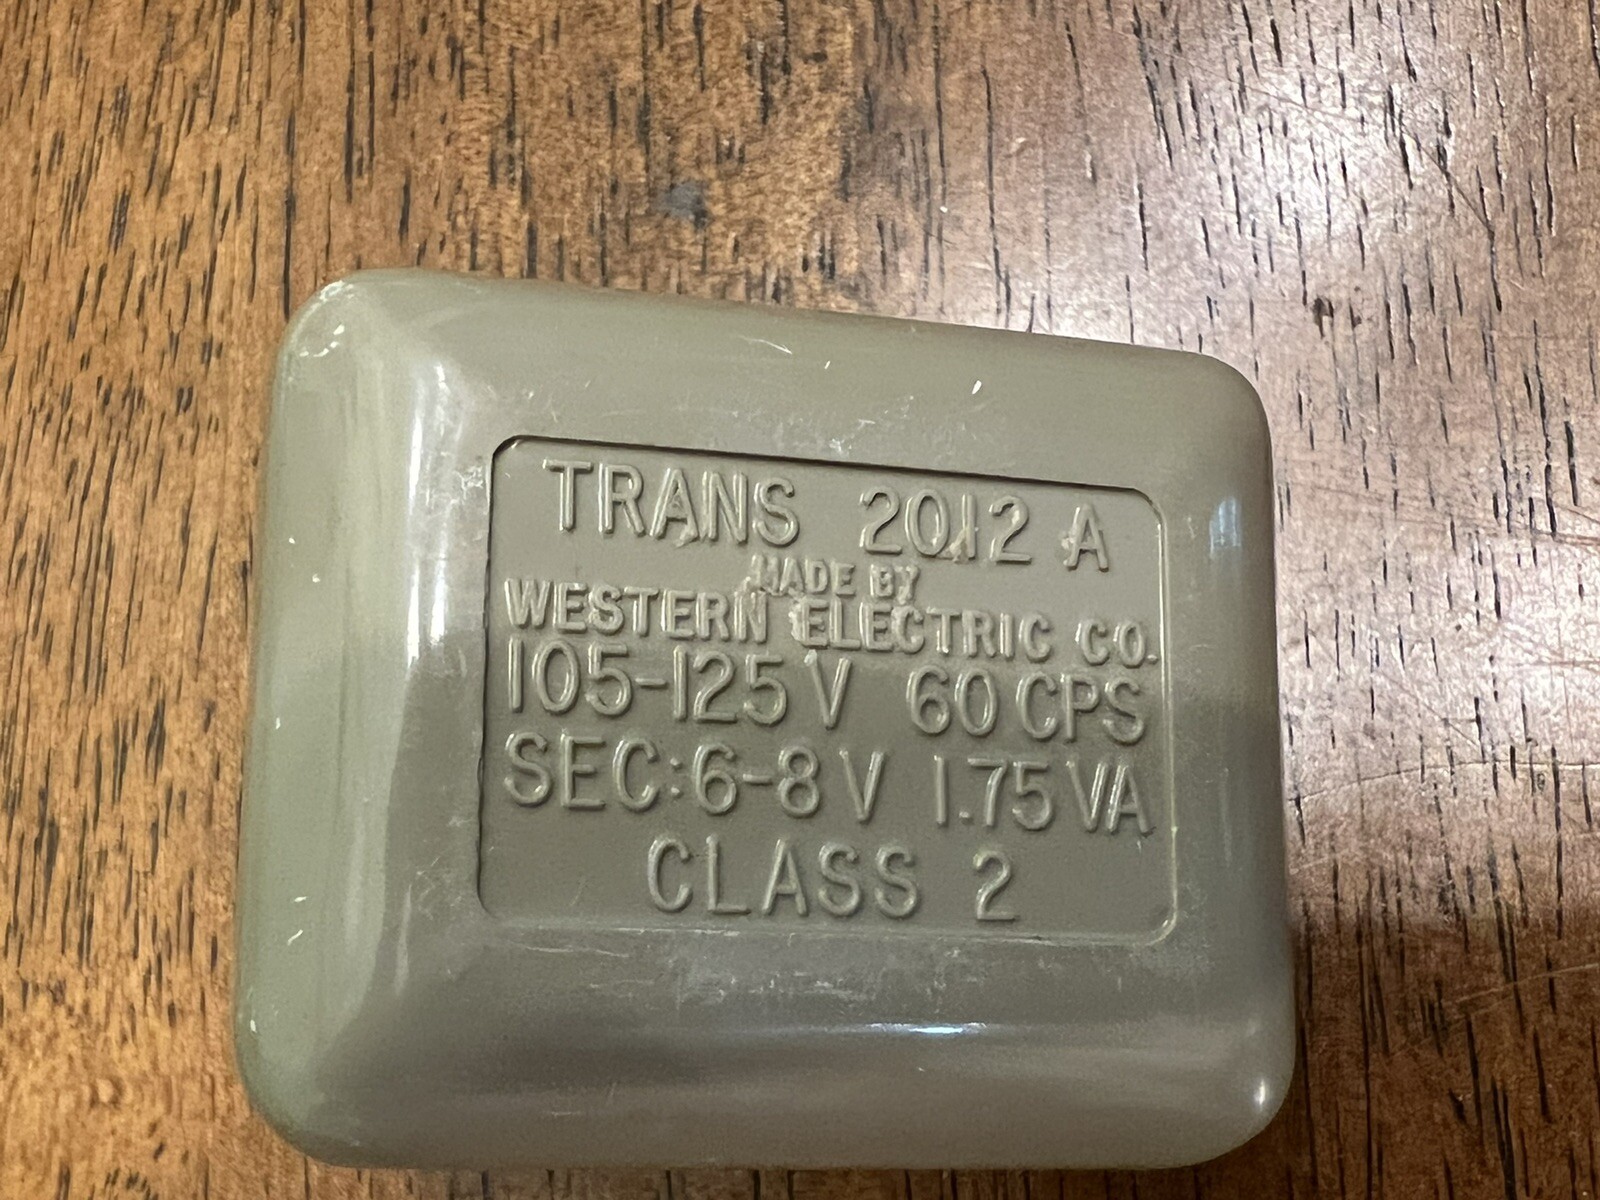 TRANS 2012 A
MADE BY
WESTERN ELECTRIC CO.
105-125 V 60 CPS
SEC: 6-8 V 1.75 VA
CLASS 2